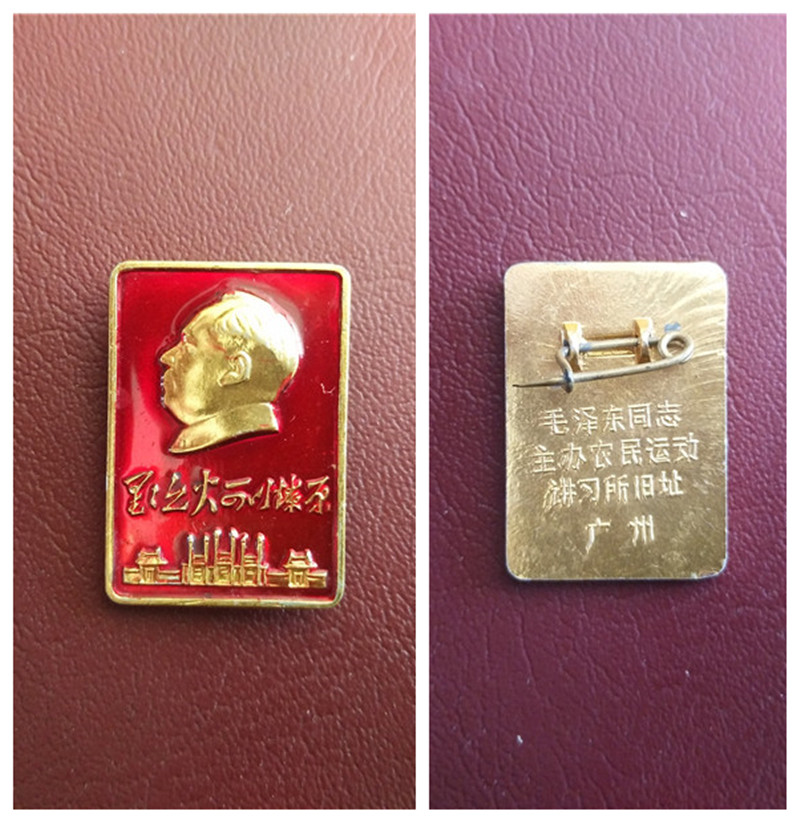 星星之火可以燎原
毛泽东同志
主办农民运动
讲习所旧址
广州